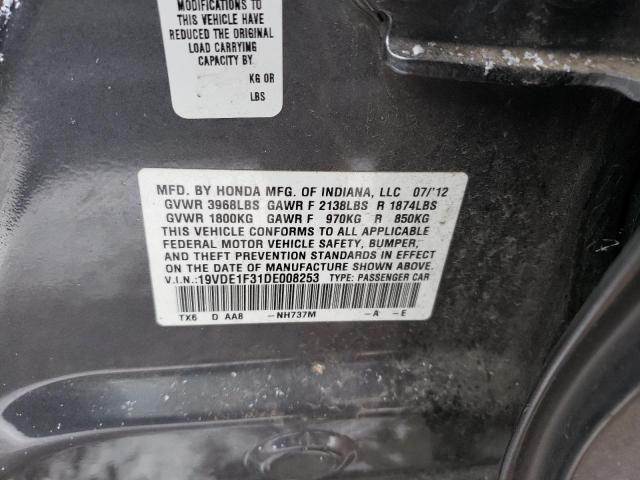 MODIFICATIONS TO
THIS VEHICLE HAVE
REDUCED THE ORIGINAL
LOAD CARRYING
CAPACITY BY.
KG OR
LBS
MFD. BY HONDA MFG. OF INDIANA, LLC 07/'12
GVWR 3968LBS GAWR F 2138LBS R 1874LBS
GVWR 1800KG GAWR F 970KG R 850KG
THIS VEHICLE CONFORMS TO ALL APPLICABLE
FEDERAL MOTOR VEHICLE SAFETY, BUMPER,
AND THEFT PREVENTION STANDARDS IN EFFECT
ON THE DATE OF MANUFACTURE SHOWN ABOVE.
V.I.N.:19VDE1F31DE008253 TYPE: PASSENGER CAR
TX6 D AA8 -NH737M -A -E